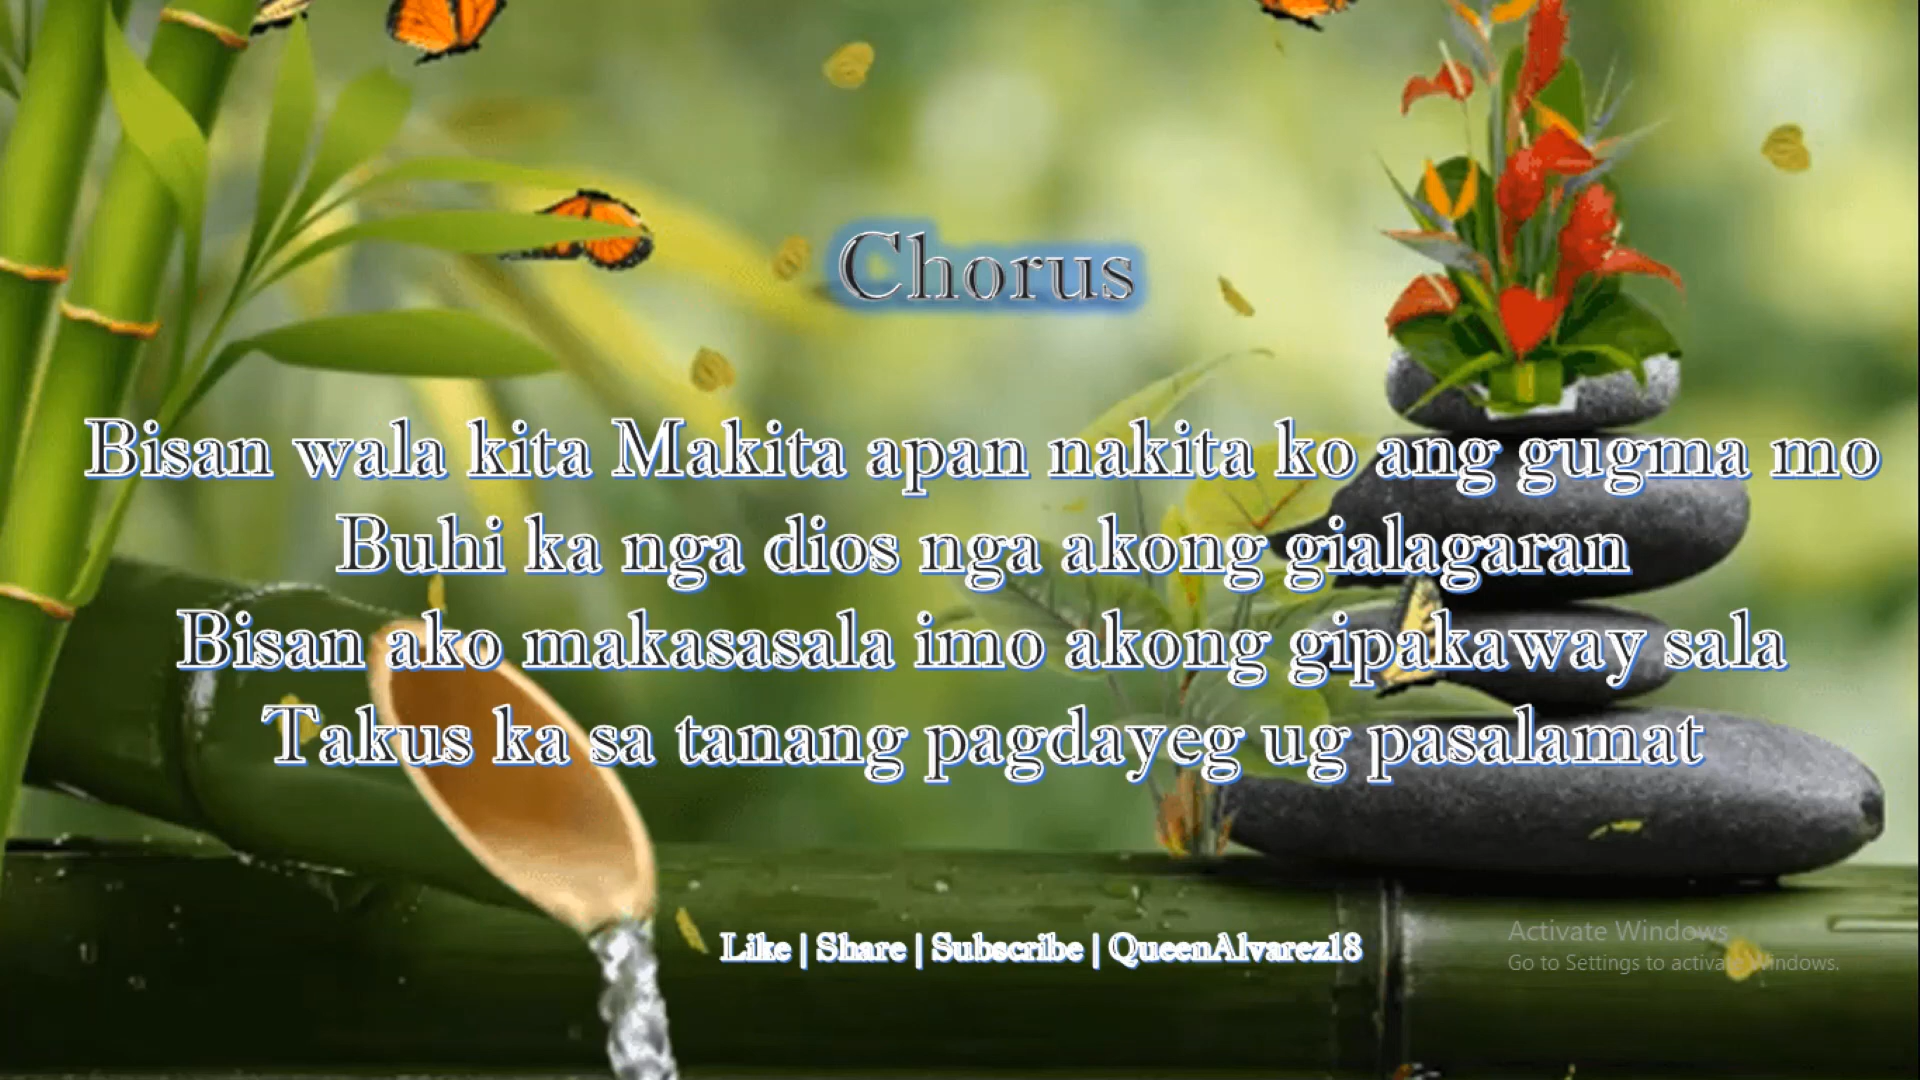 Chorus
Bisan wala kita Makita apan nakita ko ang gugma mo
Buhi ka nga dios nga akong gialagaran
Bisan ako makasasala imo akong gipakaway sala
Takus ka sa tanang pagdayeg ug pasalamat
Like | Share | Subscribe | QueenAlvarez18
Activate Windows
Go to Settings to activate Windows.